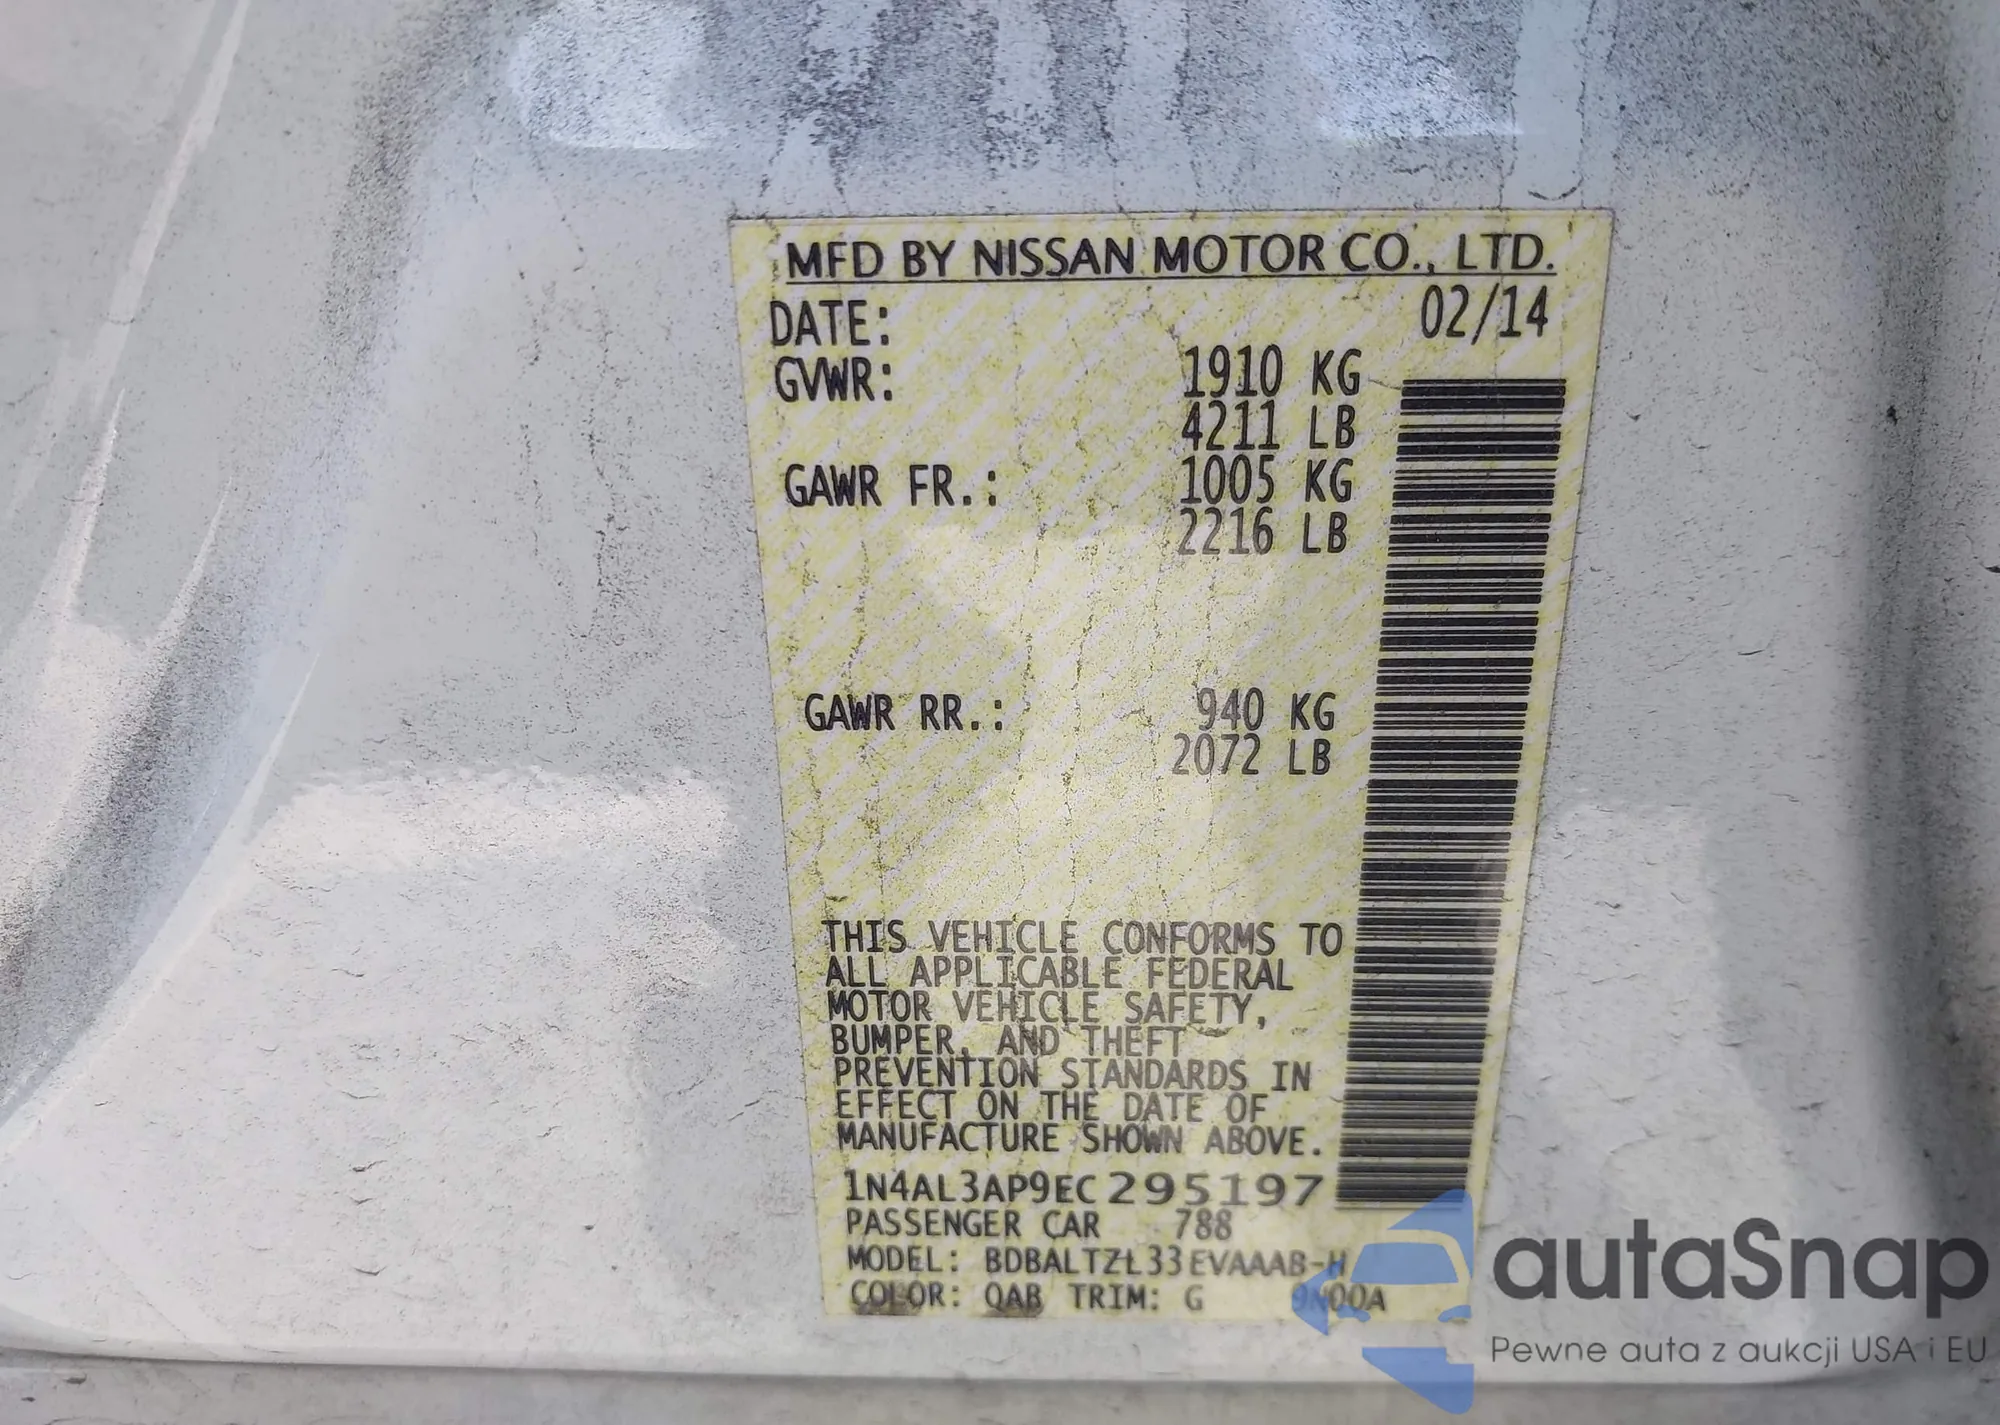 MFD BY NISSAN MOTOR CO., LTD.
DATE: 02/14
GVWR: 1910 KG
4211 LB
GAWR FR.: 1005 KG
2216 LB
GAWR RR.: 940 KG
2072 LB
THIS VEHICLE CONFORMS TO
ALL APPLICABLE FEDERAL
MOTOR VEHICLE SAFETY,
BUMPER, AND THEFT
PREVENTION STANDARDS IN
EFFECT ON THE DATE OF
MANUFACTURE SHOWN ABOVE.
1N4AL3AP9EC295197
PASSENGER CAR 788
MODEL: BDBALTZL33EVAAAB-H
COLOR: QAB TRIM: G 9N00A
autaSnap
Pewne auta z aukcji USA i EU